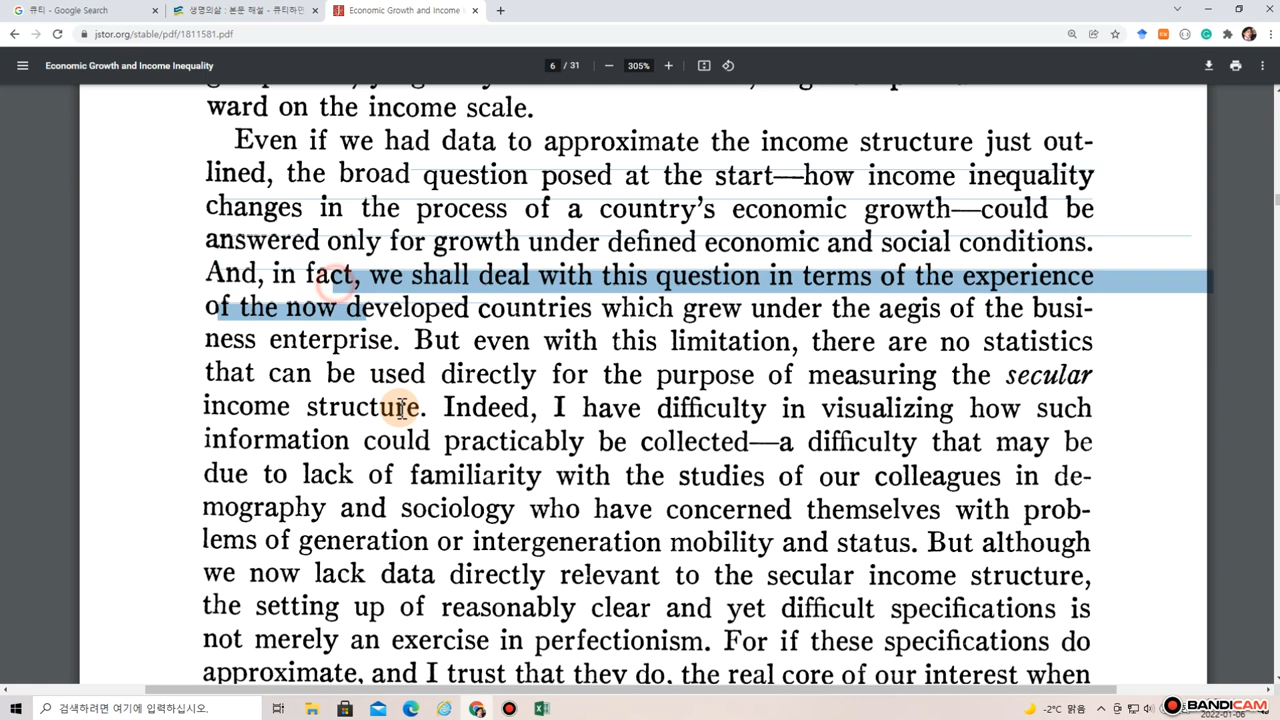 큐티 - Google Search
생명의삶 : 본문 해설 - 큐티하면
Economic Growth and Income I
jstor.org/stable/pdf/1811581.pdf
Economic Growth and Income Inequality
6 / 31
305%
ward on the income scale.
Even if we had data to approximate the income structure just out-
lined, the broad question posed at the start—how income inequality
changes in the process of a country's economic growth—could be
answered only for growth under defined economic and social conditions.
And, in fact, we shall deal with this question in terms of the experience
of the now developed countries which grew under the aegis of the busi-
ness enterprise. But even with this limitation, there are no statistics
that can be used directly for the purpose of measuring the secular
income structure. Indeed, I have difficulty in visualizing how such
information could practicably be collected—a difficulty that may be
due to lack of familiarity with the studies of our colleagues in de-
mography and sociology who have concerned themselves with prob-
lems of generation or intergeneration mobility and status. But although
we now lack data directly relevant to the secular income structure,
the setting up of reasonably clear and yet difficult specifications is
not merely an exercise in perfectionism. For if these specifications do
approximate, and I trust that they do, the real core of our interest when
검색하려면 여기에 입력하십시오.
-2°C 맑음
BANDICAM
2022-01-06